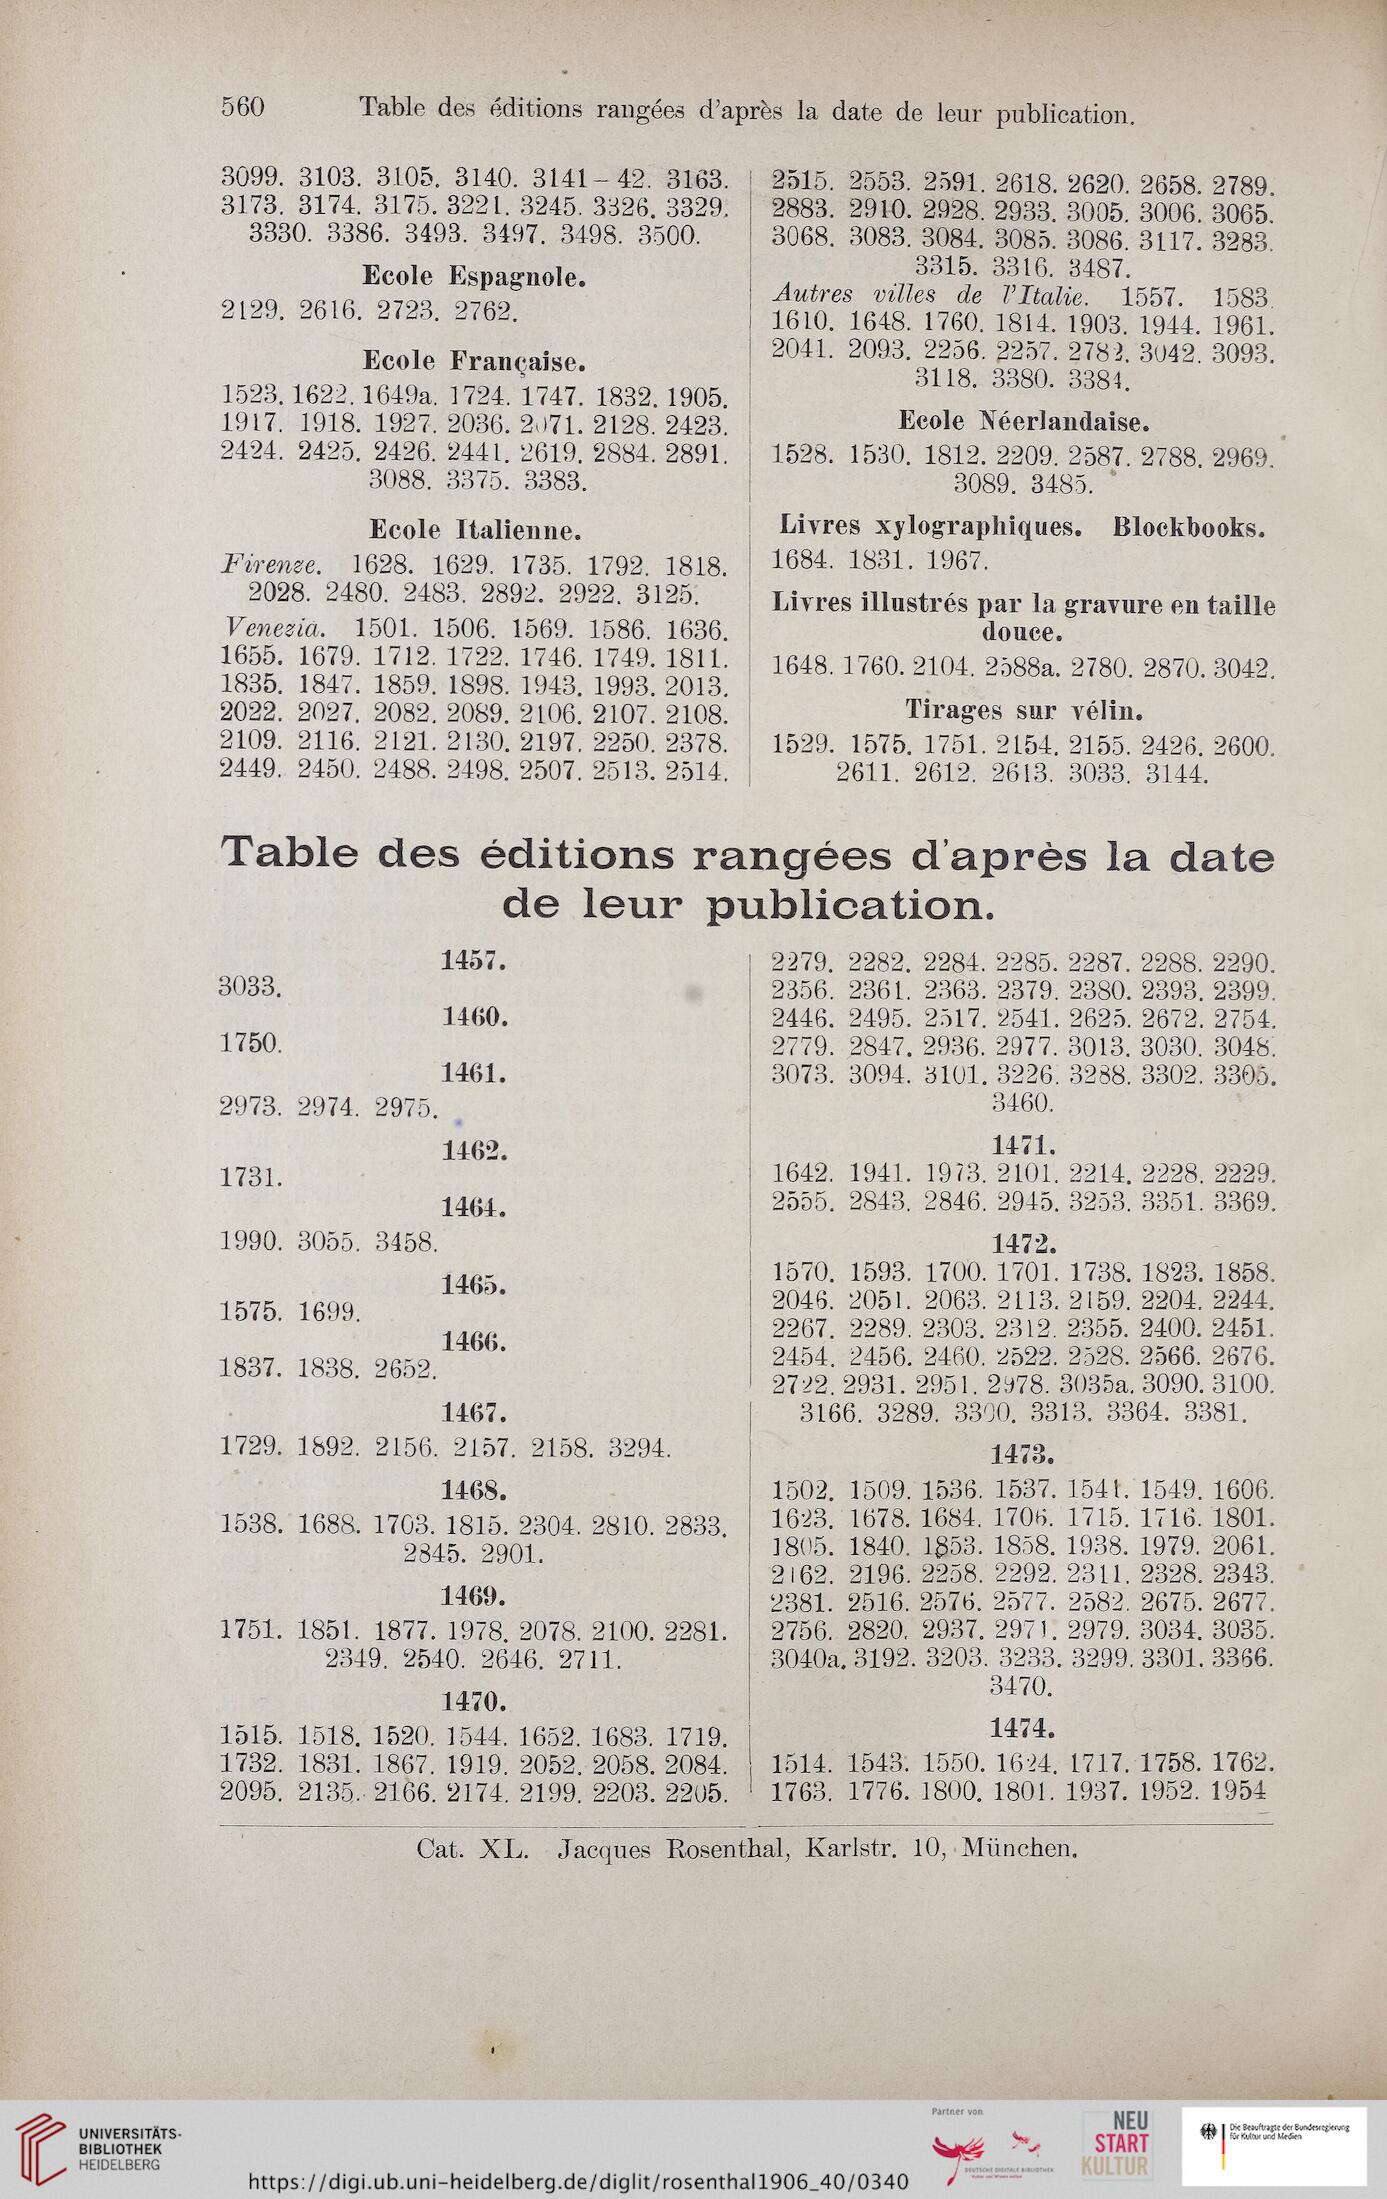 560 Table des éditions rangées d'après la date de leur publication.
3099. 3103. 3105. 3140. 3141–42. 3163.
3173. 3174. 3175. 3221. 3245. 3326. 3329.
3330. 3386. 3493. 3497. 3498. 3500.
Ecole Espagnole.
2129. 2616. 2723. 2762.
Ecole Française.
1523. 1622. 1649a. 1724. 1747. 1832. 1905.
1917. 1918. 1927. 2036. 2071. 2128. 2423.
2424. 2425. 2426. 2441. 2619. 2884. 2891.
3088. 3375. 3383.
Ecole Italienne.
Firenze. 1628. 1629. 1735. 1792. 1818.
2028. 2480. 2483. 2892. 2922. 3125.
Venezia. 1501. 1506. 1569. 1586. 1636.
1655. 1679. 1712. 1722. 1746. 1749. 1811.
1835. 1847. 1859. 1898. 1943. 1993. 2013.
2022. 2027. 2082. 2089. 2106. 2107. 2108.
2109. 2116. 2121. 2130. 2197. 2250. 2378.
2449. 2450. 2488. 2498. 2507. 2513. 2514.
2515. 2553. 2591. 2618. 2620. 2658. 2789.
2883. 2910. 2928. 2933. 3005. 3006. 3065.
3068. 3083. 3084. 3085. 3086. 3117. 3283.
3315. 3316. 3487.
Autres villes de l'Italie. 1557. 1583.
1610. 1648. 1760. 1814. 1903. 1944. 1961.
2041. 2093. 2256. 2257. 2782. 3042. 3093.
3118. 3380. 3384.
Ecole Néerlandaise.
1528. 1530. 1812. 2209. 2587. 2788. 2969.
3089. 3485.
Livres xylographiques. Blockbooks.
1684. 1831. 1967.
Livres illustrés par la gravure en taille
douce.
1648. 1760. 2104. 2588a. 2780. 2870. 3042.
Tirages sur vélin.
1529. 1575. 1751. 2154. 2155. 2426. 2600.
2611. 2612. 2613. 3033. 3144.
Table des éditions rangées d'après la date
de leur publication.
1457.
3033.
1460.
1750.
1461.
2973. 2974. 2975.
1462.
1731.
1464.
1990. 3055. 3458.
1465.
1575. 1699.
1466.
1837. 1838. 2652.
1467.
1729. 1892. 2156. 2157. 2158. 3294.
1468.
1538. 1688. 1703. 1815. 2304. 2810. 2833.
2845. 2901.
1469.
1751. 1851. 1877. 1978. 2078. 2100. 2281.
2349. 2540. 2646. 2711.
1470.
1515. 1518. 1520. 1544. 1652. 1683. 1719.
1732. 1831. 1867. 1919. 2052. 2058. 2084.
2095. 2135. 2166. 2174. 2199. 2203. 2205.
2279. 2282. 2284. 2285. 2287. 2288. 2290.
2356. 2361. 2363. 2379. 2380. 2393. 2399.
2446. 2495. 2517. 2541. 2625. 2672. 2754.
2779. 2847. 2936. 2977. 3013. 3030. 3048.
3073. 3094. 3101. 3226. 3288. 3302. 3305.
3460.
1471.
1642. 1941. 1973. 2101. 2214. 2228. 2229.
2555. 2843. 2846. 2945. 3253. 3351. 3369.
1472.
1570. 1593. 1700. 1701. 1738. 1823. 1858.
2046. 2051. 2063. 2113. 2159. 2204. 2244.
2267. 2289. 2303. 2312. 2355. 2400. 2451.
2454. 2456. 2460. 2522. 2528. 2566. 2676.
2722. 2931. 2951. 2978. 3035a. 3090. 3100.
3166. 3289. 3300. 3313. 3364. 3381.
1473.
1502. 1509. 1536. 1537. 1541. 1549. 1606.
1623. 1678. 1684. 1706. 1715. 1716. 1801.
1805. 1840. 1853. 1858. 1938. 1979. 2061.
2162. 2196. 2258. 2292. 2311. 2328. 2343.
2381. 2516. 2576. 2577. 2582. 2675. 2677.
2756. 2820. 2937. 2971. 2979. 3034. 3035.
3040a. 3192. 3203. 3233. 3299. 3301. 3366.
3470.
1474.
1514. 1543. 1550. 1624. 1717. 1758. 1762.
1763. 1776. 1800. 1801. 1937. 1952. 1954
Cat. XL. Jacques Rosenthal, Karlstr. 10, München.
UNIVERSITÄTS-
BIBLIOTHEK
HEIDELBERG
https://digi.ub.uni-heidelberg.de/diglit/rosenthal1906_40/0340
Partner von
DEUTSCHE DIGITALE BIBLIOTHEK
Kultur und Wissen online
NEU
START
KULTUR
Die Beauftragte der Bundesregierung
für Kultur und Medien